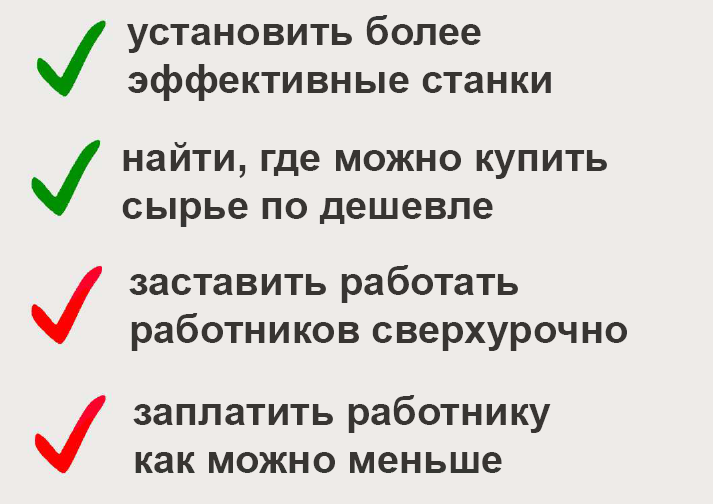 установить более
эффективные станки
найти, где можно купить
сырье по дешевле
заставить работать
работников сверхурочно
заплатить работнику
как можно меньше